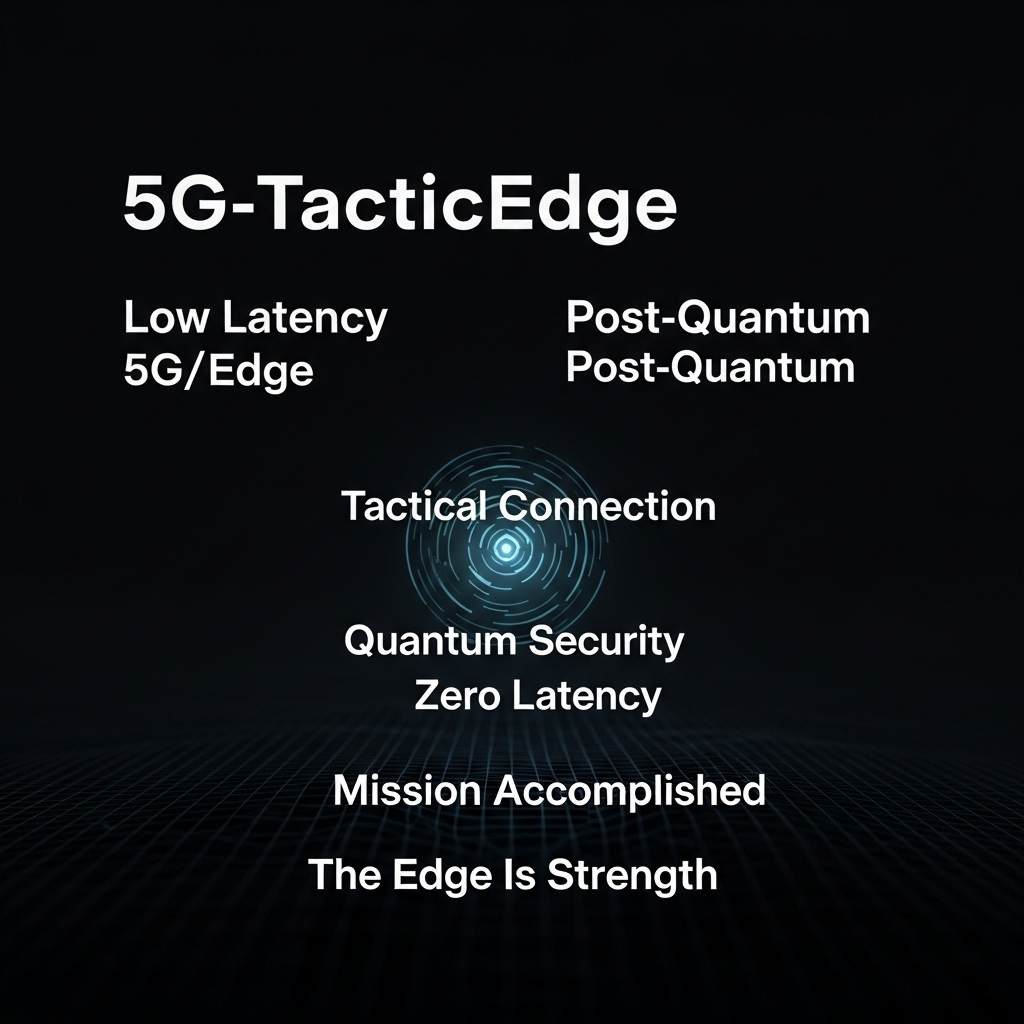 5G-TacticEdge
Low Latency
5G/Edge
Post-Quantum
Post-Quantum
Tactical Connection
Quantum Security
Zero Latency
Mission Accomplished
The Edge Is Strength